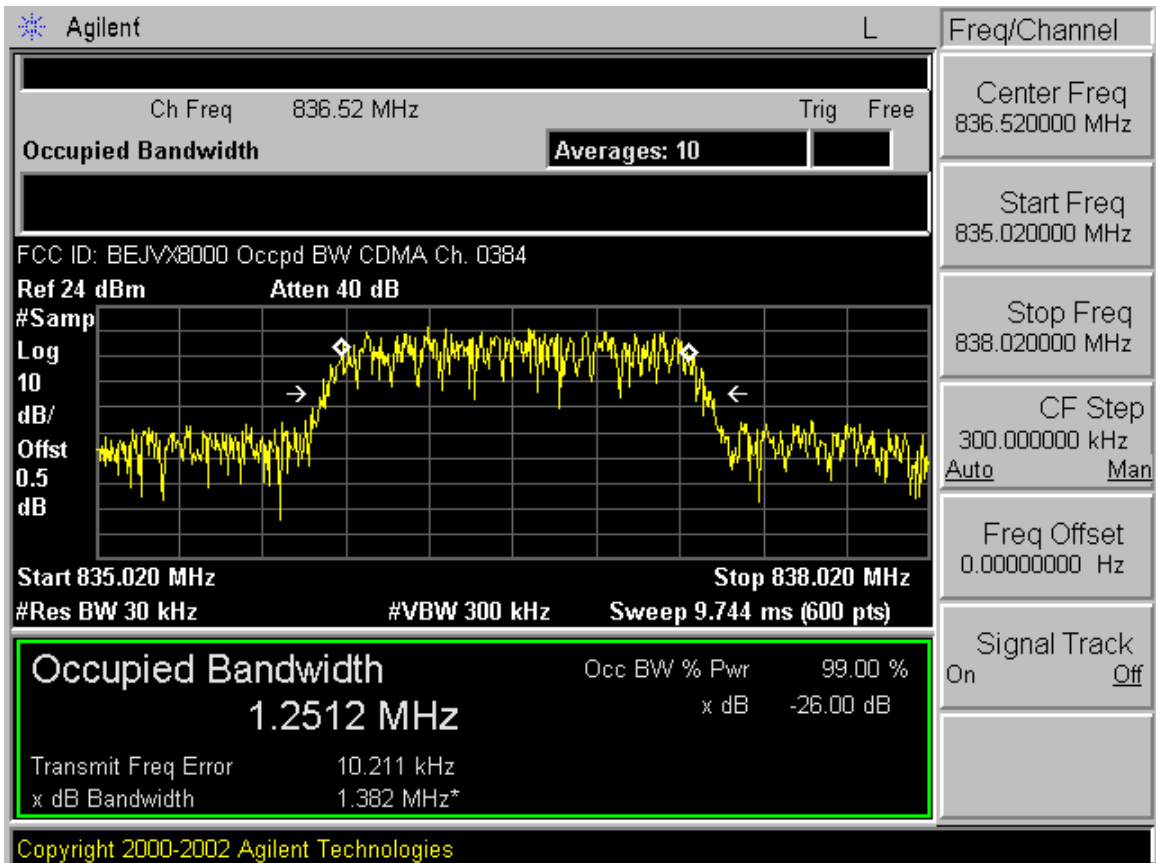 Agilent L
Freq/Channel
Ch Freq 836.52 MHz Trig Free
Occupied Bandwidth Averages: 10
FCC ID: BEJVX8000 Occpd BW CDMA Ch. 0384
Ref 24 dBm Atten 40 dB
#Samp
Log
10
dB/
Offst
0.5
dB
Start 835.020 MHz Stop 838.020 MHz
#Res BW 30 kHz #VBW 300 kHz Sweep 9.744 ms (600 pts)
Occupied Bandwidth Occ BW % Pwr 99.00 %
1.2512 MHz x dB -26.00 dB
Transmit Freq Error 10.211 kHz
x dB Bandwidth 1.382 MHz*
Center Freq
836.520000 MHz
Start Freq
835.020000 MHz
Stop Freq
838.020000 MHz
CF Step
300.000000 kHz
Auto Man
Freq Offset
0.00000000 Hz
Signal Track
On Off
Copyright 2000-2002 Agilent Technologies